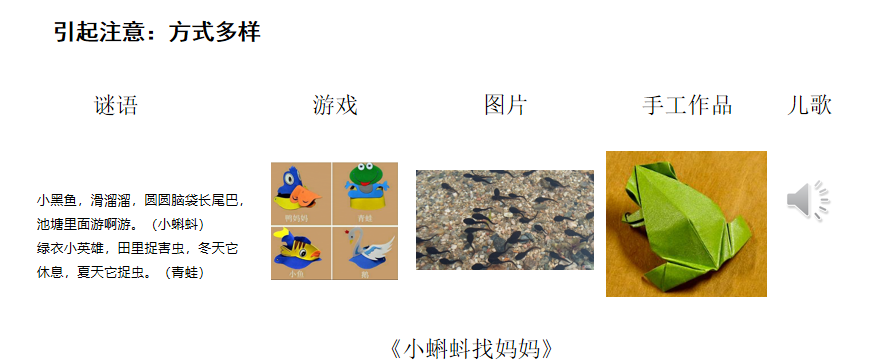 引起注意：方式多样
谜语
游戏
图片
手工作品
儿歌
小黑鱼，滑溜溜，圆圆脑袋长尾巴，
池塘里面游啊游。（小蝌蚪）
绿衣小英雄，田里捉害虫，冬天它
休息，夏天它捉虫。（青蛙）
鸭妈妈
青蛙
小鱼
鹅
《小蝌蚪找妈妈》